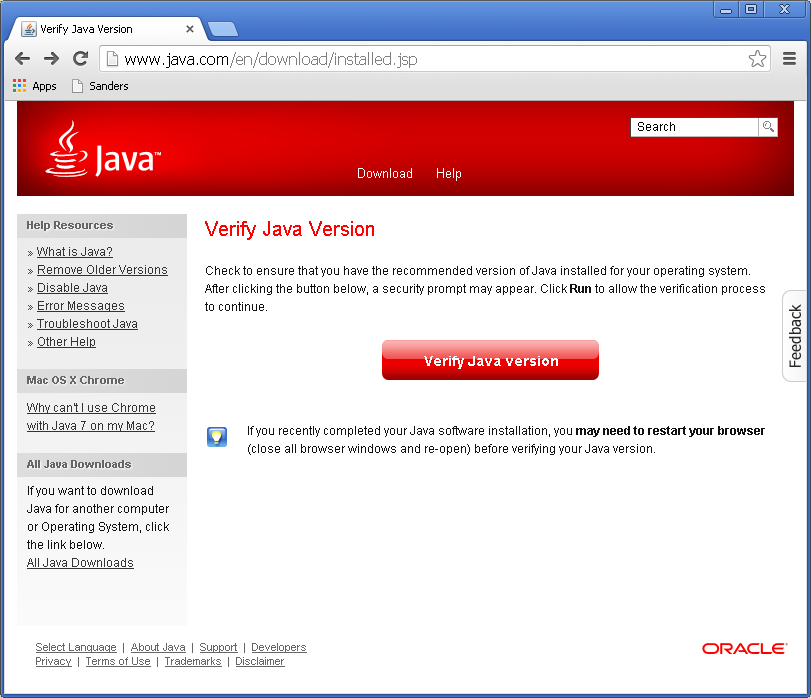 Verify Java Version
www.java.com/en/download/installed.jsp
Apps Sanders
Java™
Search
Download Help
Help Resources
» What is Java?
» Remove Older Versions
» Disable Java
» Error Messages
» Troubleshoot Java
» Other Help
Mac OS X Chrome
Why can't I use Chrome
with Java 7 on my Mac?
All Java Downloads
If you want to download
Java for another computer
or Operating System, click
the link below.
All Java Downloads
Verify Java Version
Check to ensure that you have the recommended version of Java installed for your operating system.
After clicking the button below, a security prompt may appear. Click Run to allow the verification process
to continue.
Verify Java version
If you recently completed your Java software installation, you may need to restart your browser
(close all browser windows and re-open) before verifying your Java version.
Feedback
Select Language | About Java | Support | Developers
Privacy | Terms of Use | Trademarks | Disclaimer
ORACLE®